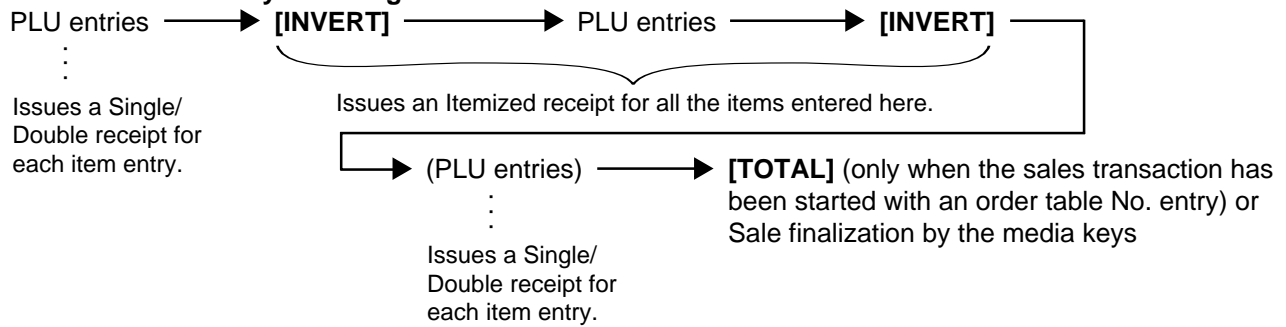 PLU entries [INVERT] PLU entries [INVERT]
Issues a Single/
Double receipt for
each item entry.
Issues an Itemized receipt for all the items entered here.
(PLU entries) [TOTAL] (only when the sales transaction has
been started with an order table No. entry) or
Sale finalization by the media keys
Issues a Single/
Double receipt for
each item entry.